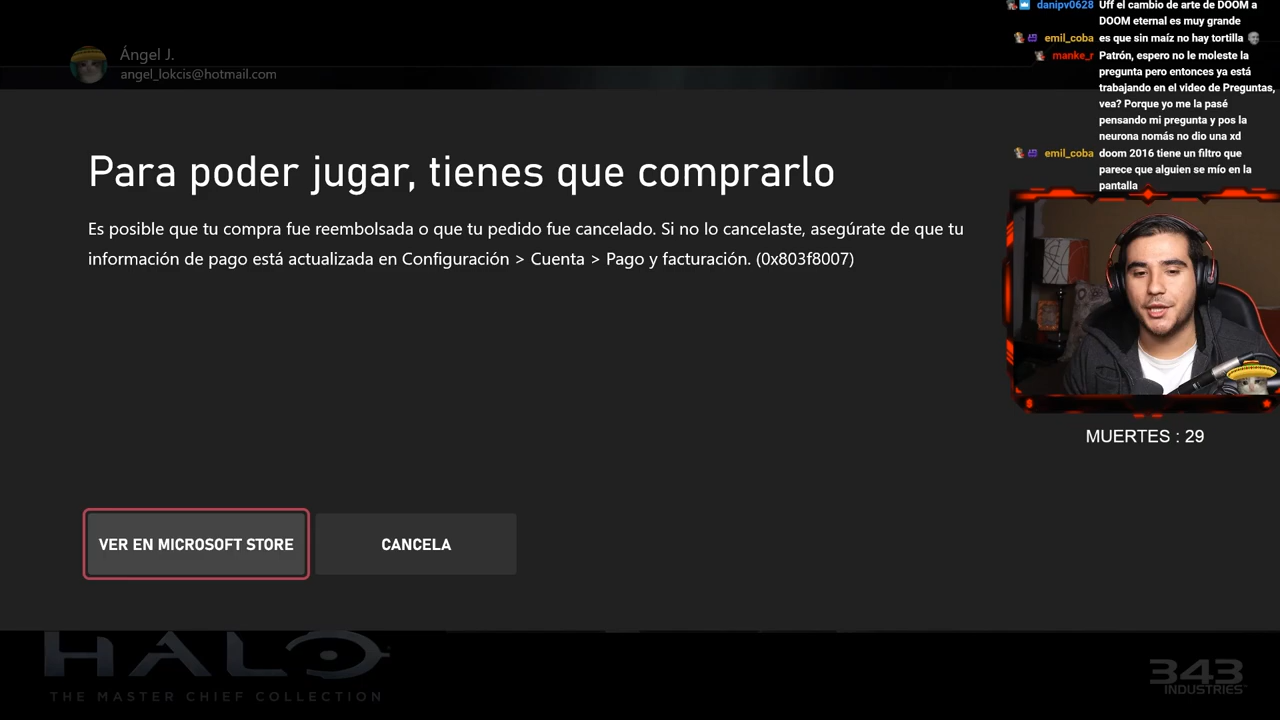 Ángel J.
angel_lokcis@hotmail.com
Para poder jugar, tienes que comprarlo
Es posible que tu compra fue reembolsada o que tu pedido fue cancelado. Si no lo cancelaste, asegúrate de que tu
información de pago está actualizada en Configuración > Cuenta > Pago y facturación. (0x803f8007)
VER EN MICROSOFT STORE
CANCELA
HALO
THE MASTER CHIEF COLLECTION
343
INDUSTRIES
danipv0628 Uff el cambio de arte de DOOM a
DOOM eternal es muy grande
emil_coba es que sin maíz no hay tortilla
manke_r Patrón, espero no le moleste la
pregunta pero entonces ya está
trabajando en el video de Preguntas,
vea? Porque yo me la pasé
pensando mi pregunta y pos la
neurona nomás no dio una xd
emil_coba doom 2016 tiene un filtro que
parece que alguien se mío en la
pantalla
MUERTES : 29